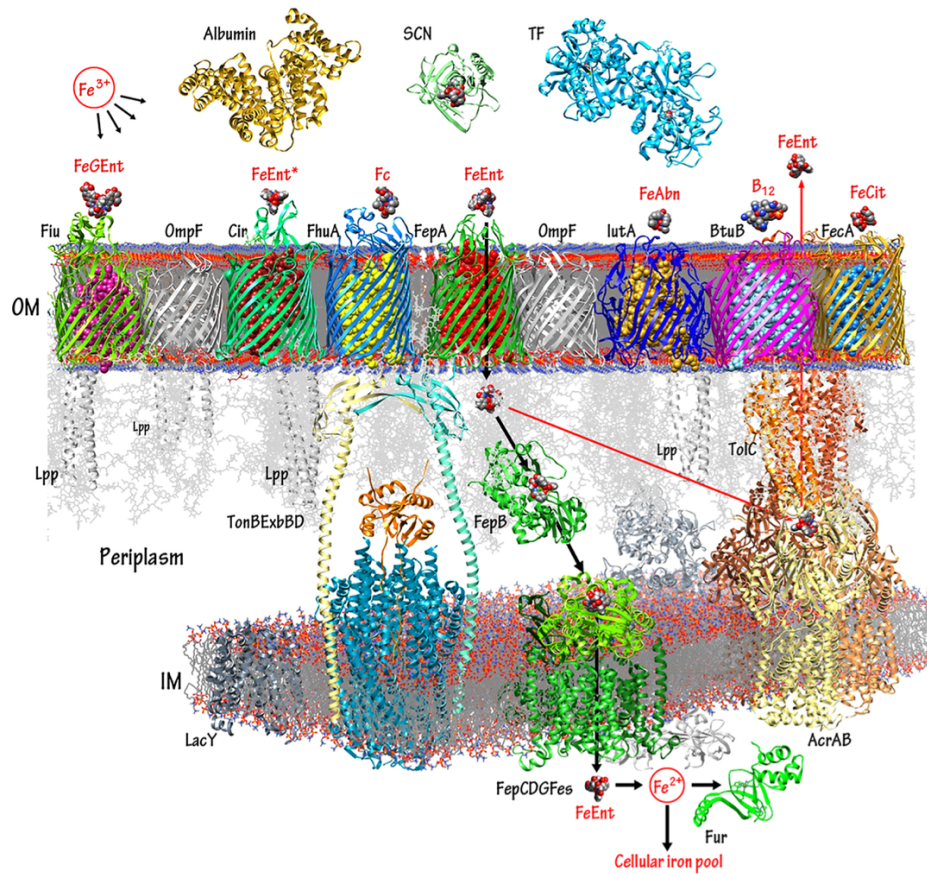 Albumin
SCN
TF
Fe3+
FeEnt
FeGEnt
FeEnt*
Fc
FeEnt
FeAbn
B12
FeCit
Fiu
OmpF
Cir
FhuA
FepA
OmpF
IutA
BtuB
FecA
OM
Lpp
Lpp
Lpp
Lpp
TolC
TonBExbBD
FepB
Periplasm
IM
LacY
AcrAB
FepCDGFes
FeEnt
Fe2+
Fur
Cellular iron pool